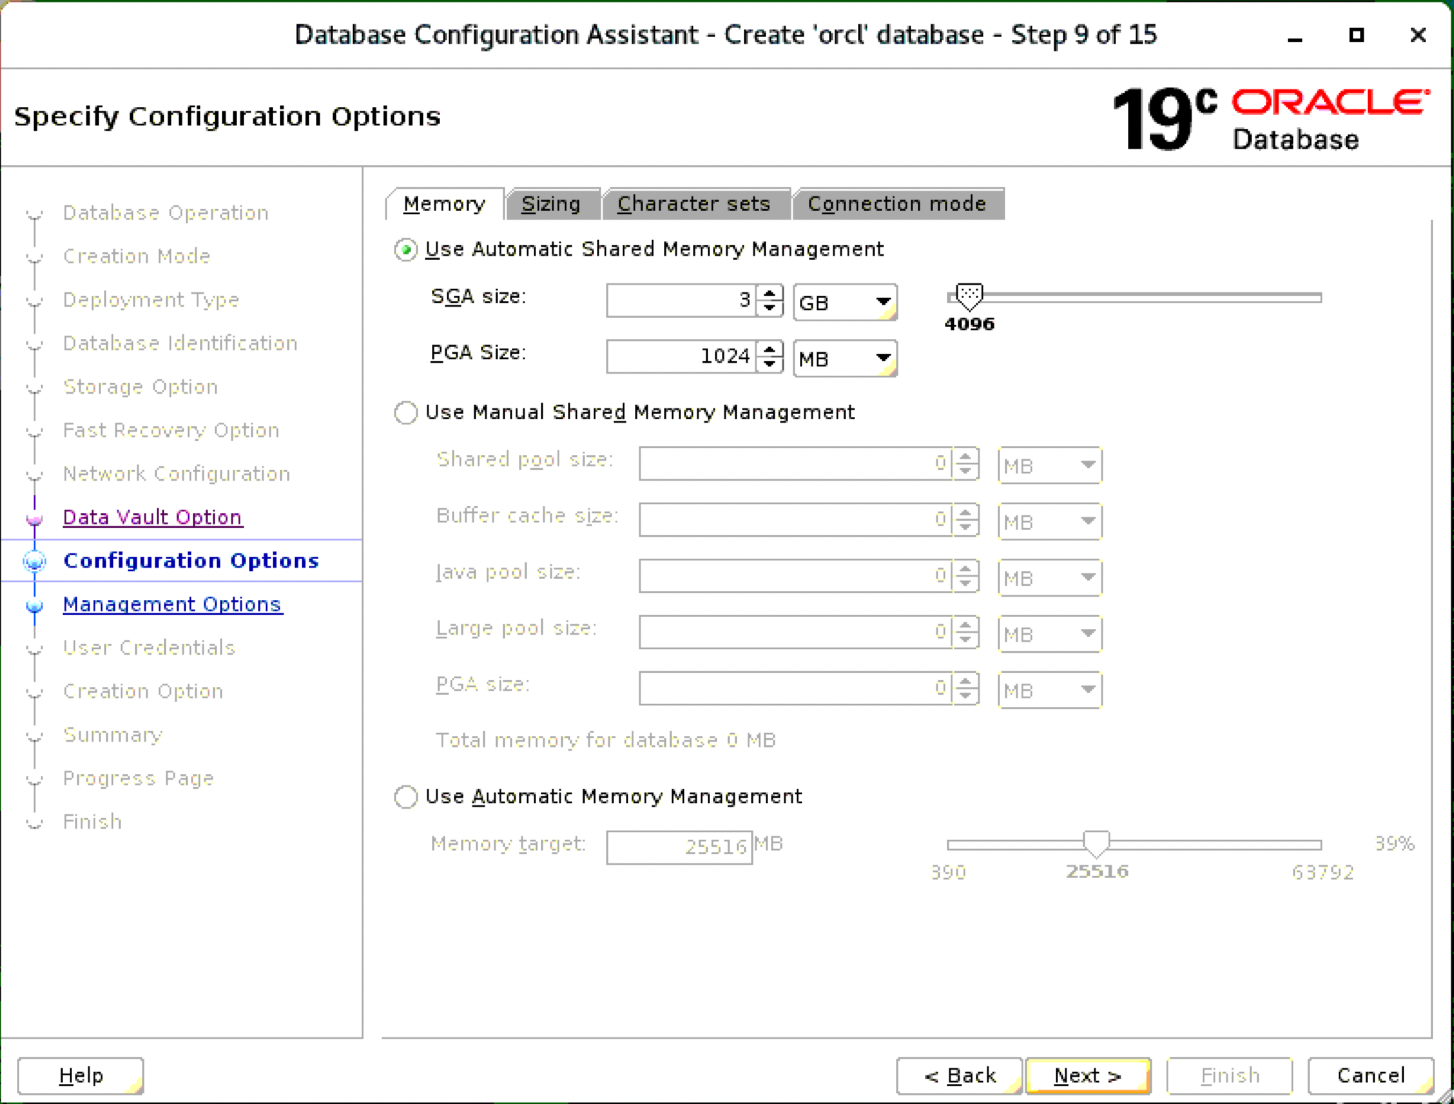 Database Configuration Assistant - Create 'orcl' database - Step 9 of 15
Specify Configuration Options
19c ORACLE
Database
Database Operation
Creation Mode
Deployment Type
Database Identification
Storage Option
Fast Recovery Option
Network Configuration
Data Vault Option
Configuration Options
Management Options
User Credentials
Creation Option
Summary
Progress Page
Finish
Memory Sizing Character sets Connection mode
Use Automatic Shared Memory Management
SGA size: 3 GB
4096
PGA Size: 1024 MB
Use Manual Shared Memory Management
Shared pool size: 0 MB
Buffer cache size: 0 MB
Java pool size: 0 MB
Large pool size: 0 MB
PGA size: 0 MB
Total memory for database 0 MB
Use Automatic Memory Management
Memory target: 25516 MB 39%
390 25516 63792
Help < Back Next > Finish Cancel